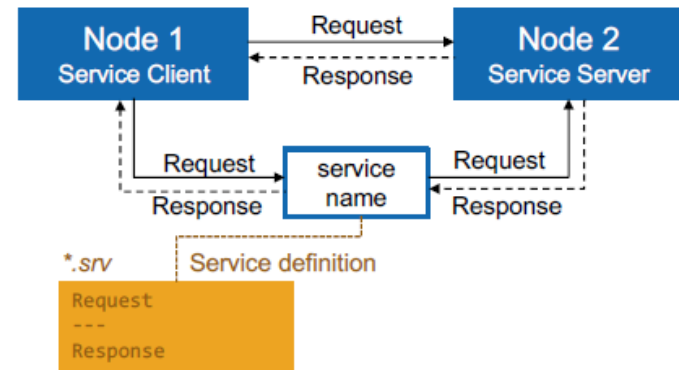 Node 1
Service Client
Request
Response
Node 2
Service Server
Request
Response
service
name
Request
Response
*.srv
Service definition
Request
---
Response